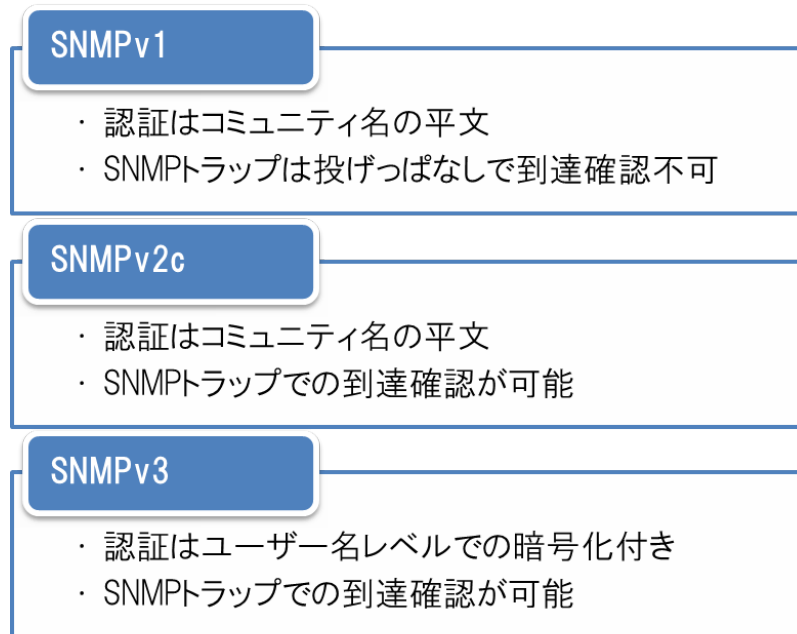 SNMPv1
・ 認証はコミュニティ名の平文
・ SNMPトラップは投げっぱなしで到達確認不可
SNMPv2c
・ 認証はコミュニティ名の平文
・ SNMPトラップでの到達確認が可能
SNMPv3
・ 認証はユーザー名レベルでの暗号化付き
・ SNMPトラップでの到達確認が可能